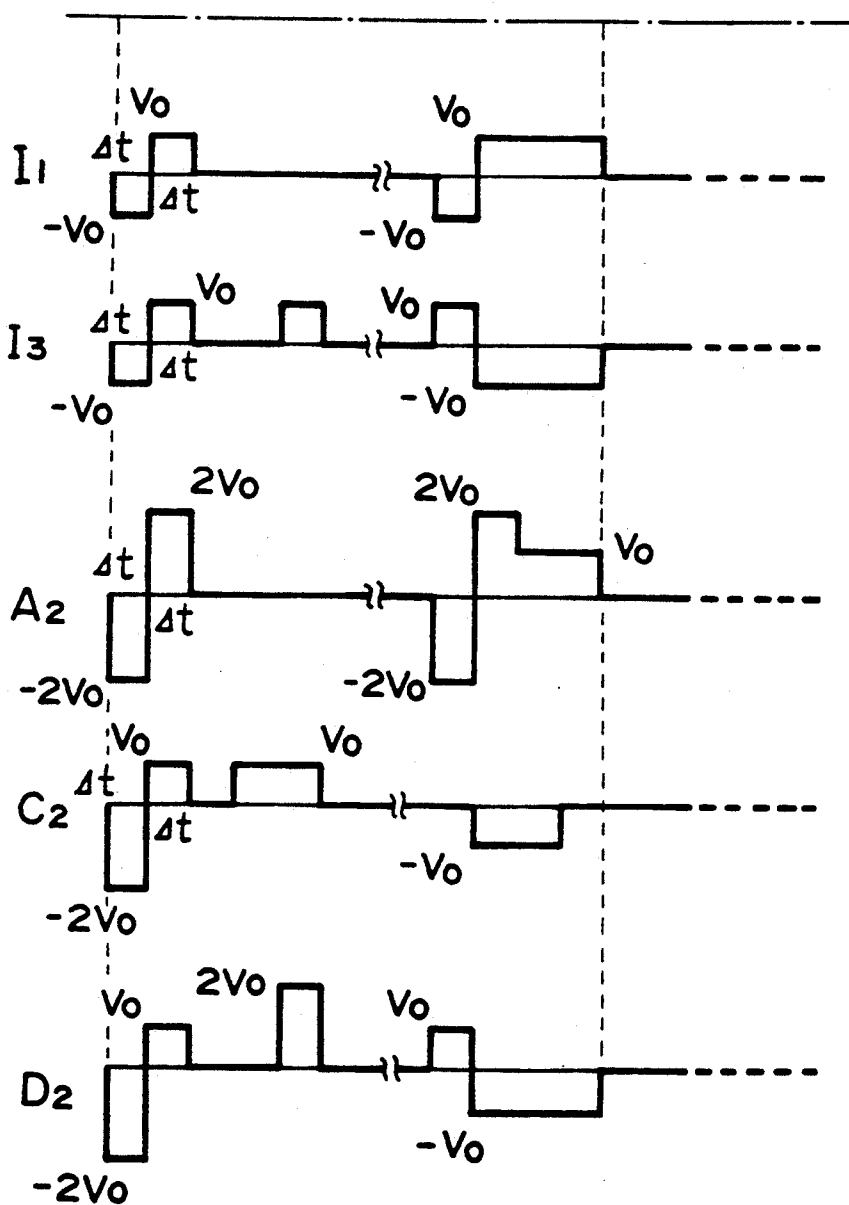 Vo Vo
I1 Δt Δt
-Vo -Vo
Vo Vo
I3 Δt Δt
-Vo -Vo
2Vo 2Vo
Vo
A2 Δt Δt
-2Vo -2Vo
Vo Vo
C2 Δt Δt
-Vo
-2Vo
Vo 2Vo Vo
D2
-Vo
-2Vo